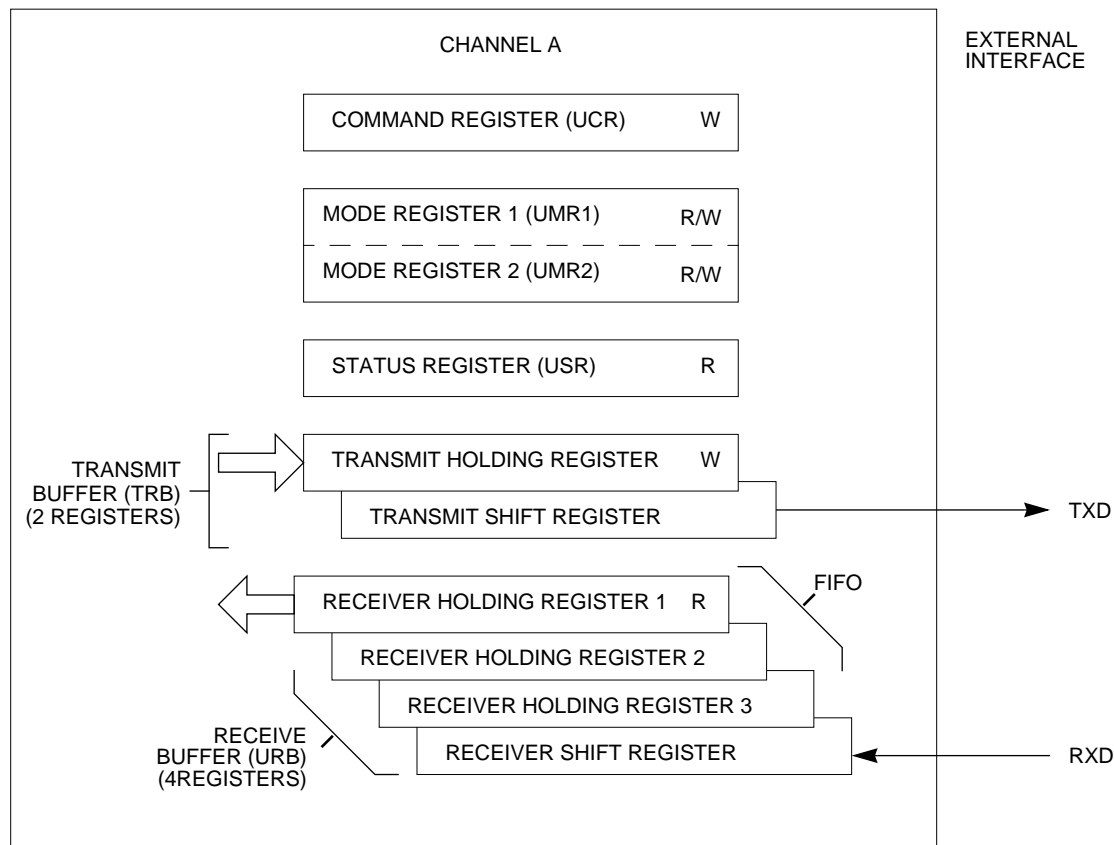 CHANNEL A
EXTERNAL
INTERFACE
COMMAND REGISTER (UCR) W
MODE REGISTER 1 (UMR1) R/W
MODE REGISTER 2 (UMR2) R/W
STATUS REGISTER (USR) R
TRANSMIT
BUFFER (TRB)
(2 REGISTERS)
TRANSMIT HOLDING REGISTER W
TRANSMIT SHIFT REGISTER
TXD
FIFO
RECEIVER HOLDING REGISTER 1 R
RECEIVER HOLDING REGISTER 2
RECEIVER HOLDING REGISTER 3
RECEIVER SHIFT REGISTER
RECEIVE
BUFFER (URB)
(4REGISTERS)
RXD